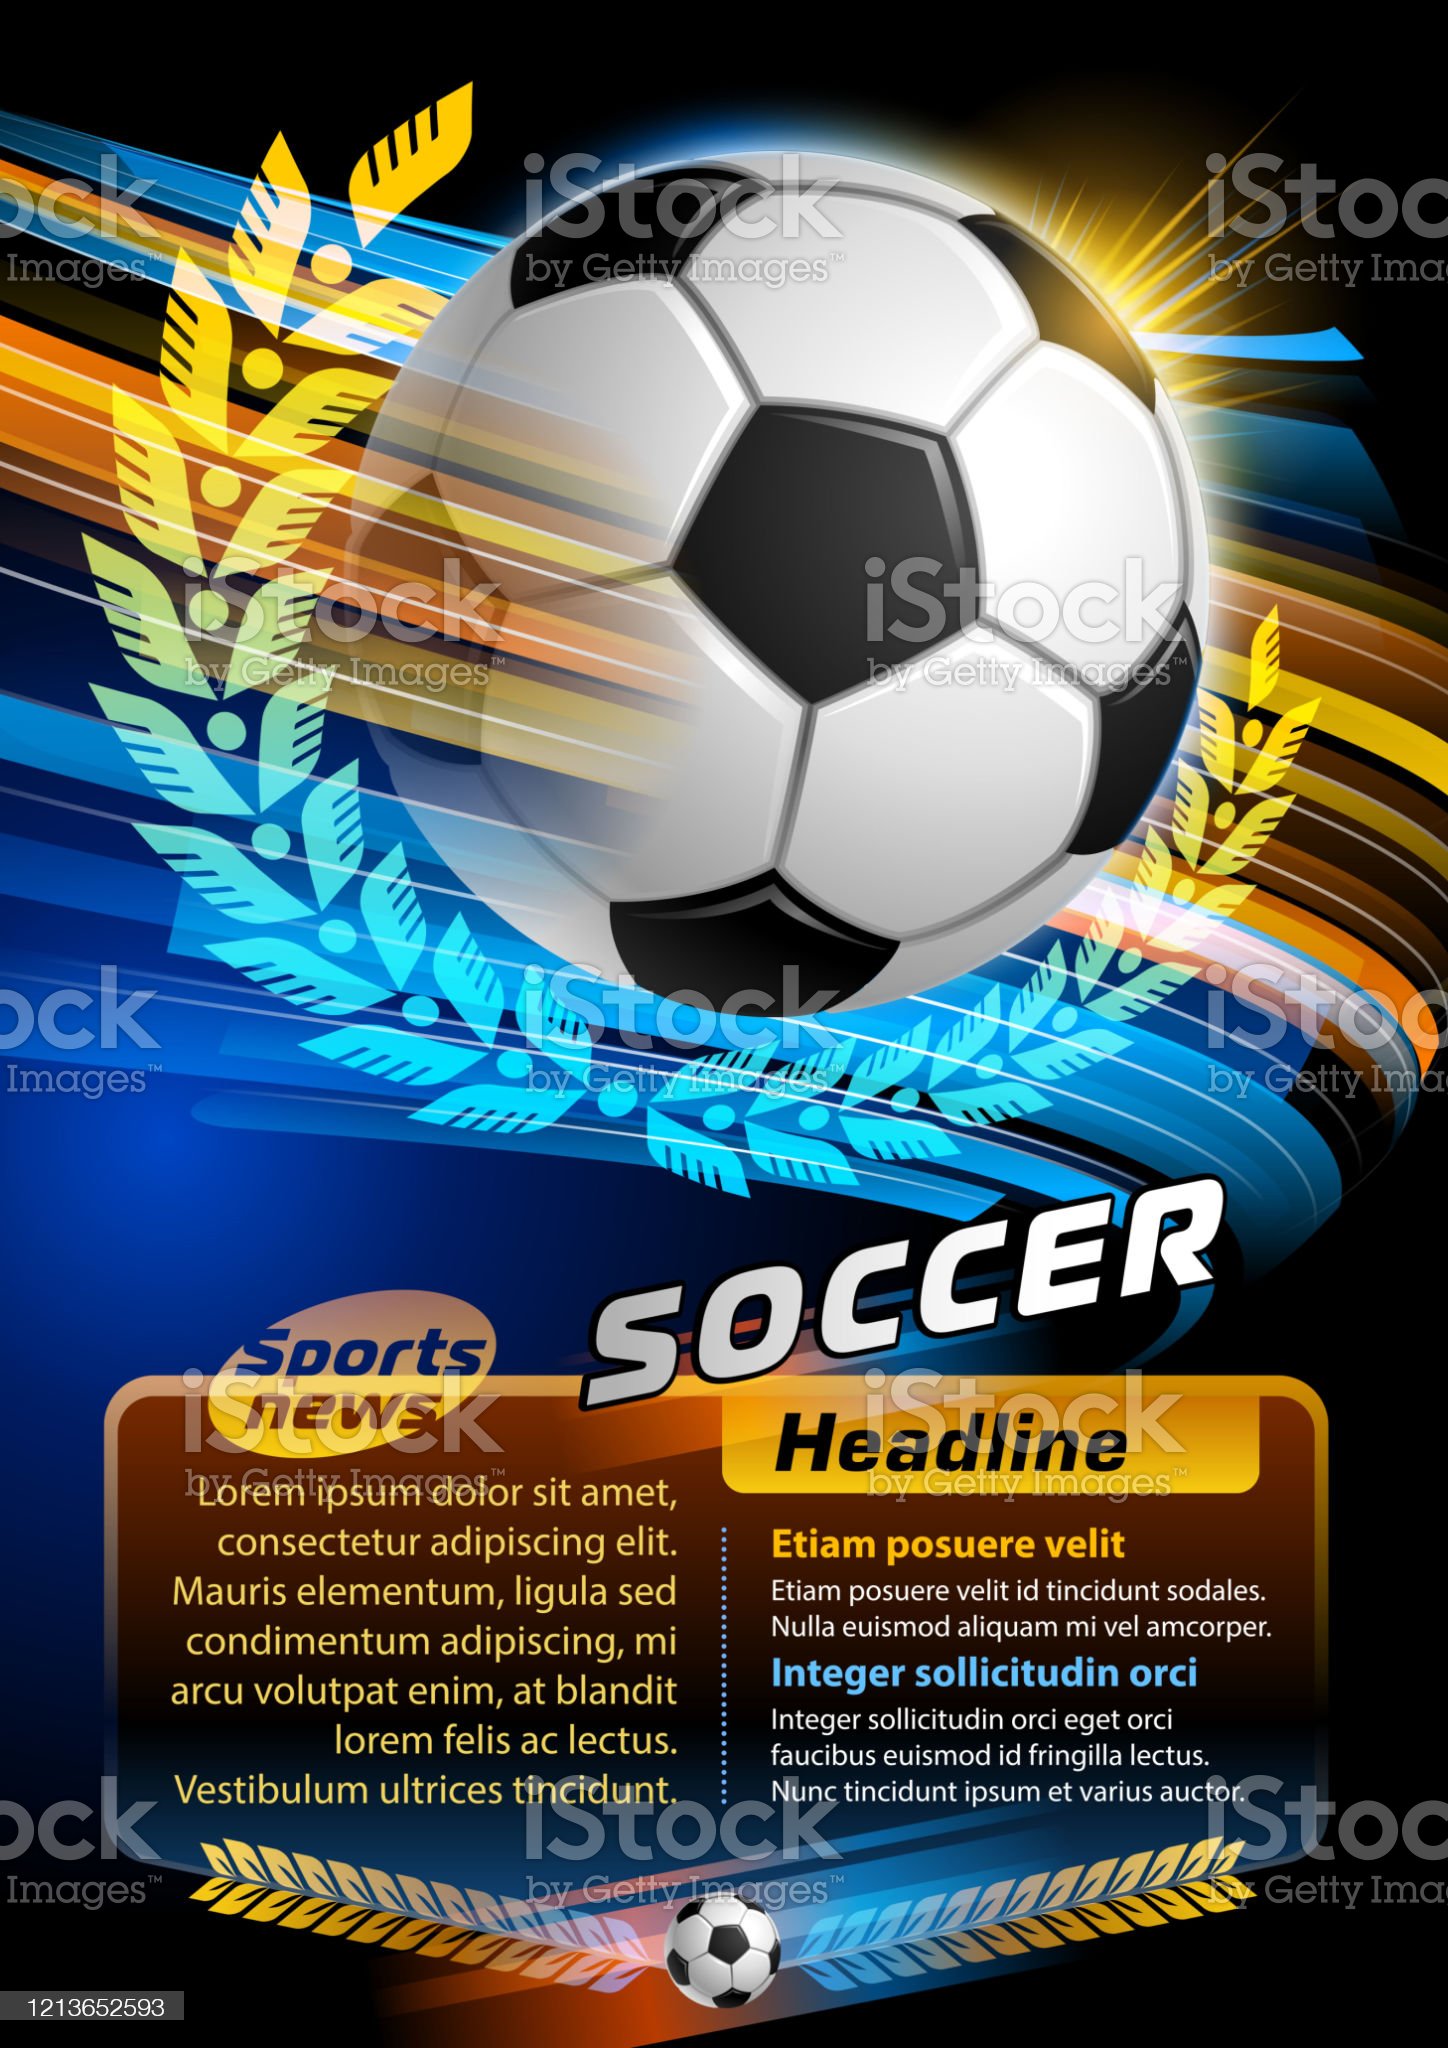 SOCCER
Sports
news
Lorem ipsum dolor sit amet,
consectetur adipiscing elit.
Mauris elementum, ligula sed
condimentum adipiscing, mi
arcu volutpat enim, at blandit
lorem felis ac lectus.
Vestibulum ultrices tincidunt.
Headline
Etiam posuere velit
Etiam posuere velit id tincidunt sodales.
Nulla euismod aliquam mi vel amcorper.
Integer sollicitudin orci
Integer sollicitudin orci eget orci
faucibus euismod id fringilla lectus.
Nunc tincidunt ipsum et varius auctor.
iStock
by Getty Images™
1213652593